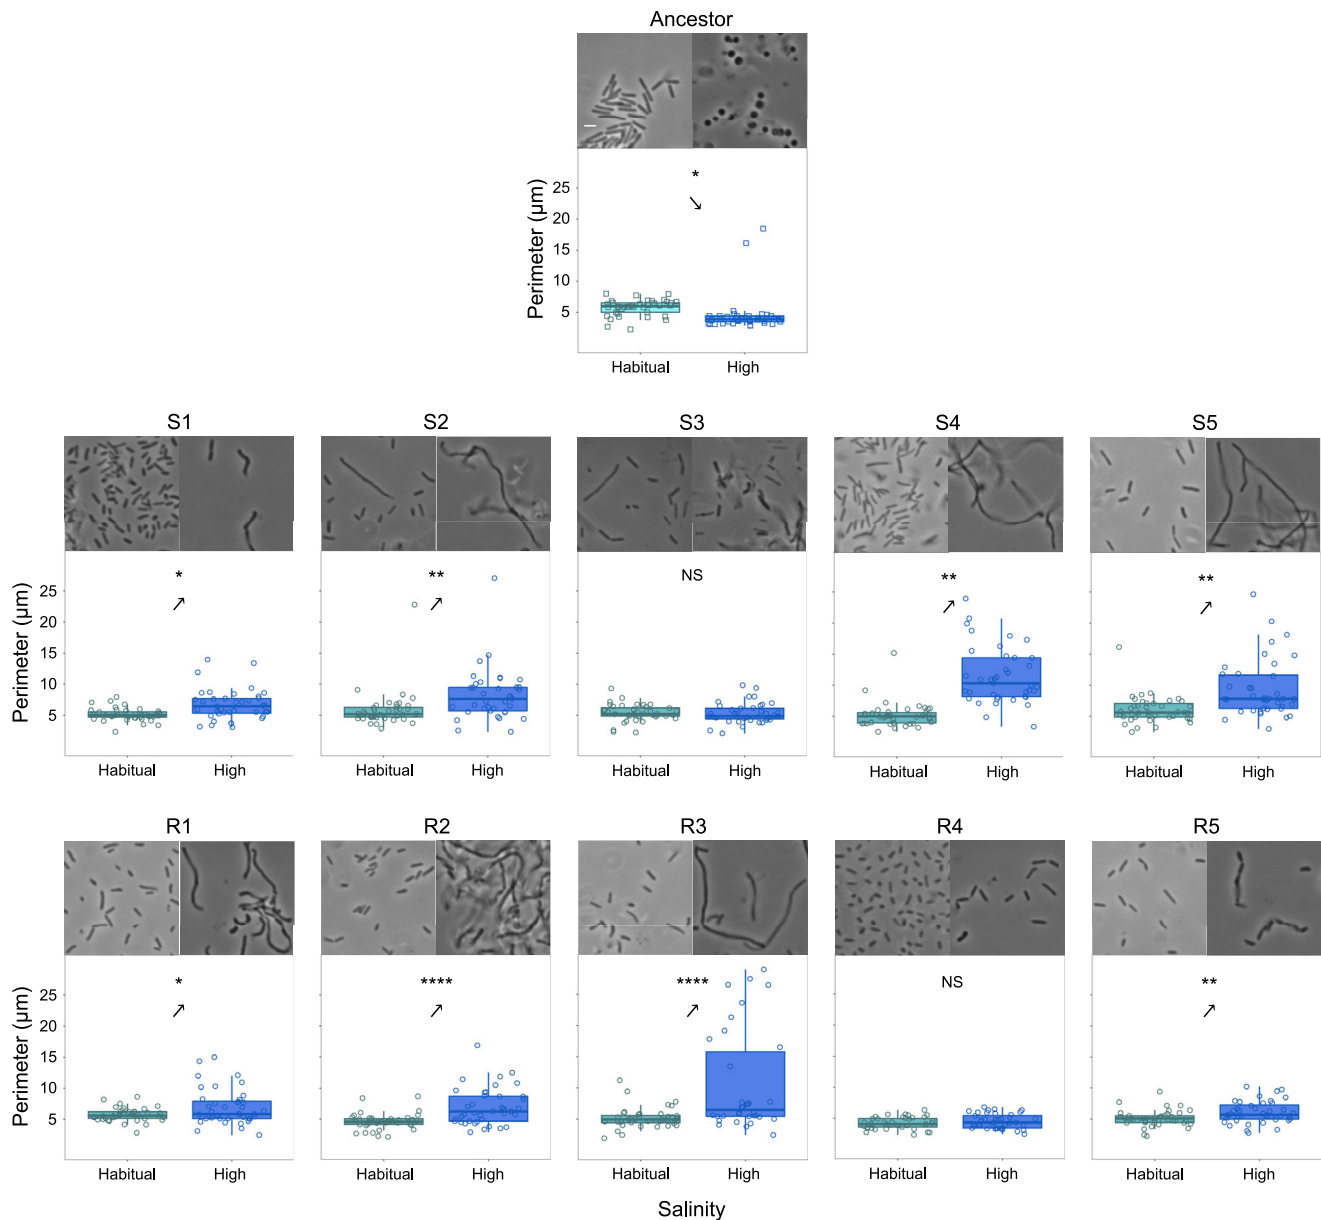 Ancestor
*
↘
Perimeter (μm)
25
20
15
10
5
Habitual High
S1 S2 S3 S4 S5
* ** NS ** **
↗ ↗ ↗ ↗
Perimeter (μm)
25
20
15
10
5
Habitual High Habitual High Habitual High Habitual High Habitual High
R1 R2 R3 R4 R5
* **** **** NS **
↗ ↗ ↗ ↗
Perimeter (μm)
25
20
15
10
5
Habitual High Habitual High Habitual High Habitual High Habitual High
Salinity